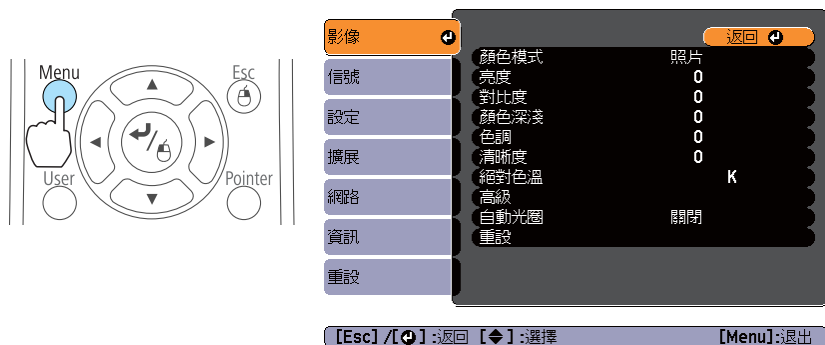 Menu
Esc
User
Pointer
影像
信號
設定
擴展
網路
資訊
重設
返回
顏色模式 照片
亮度 0
對比度 0
顏色深淺 0
色調 0
清晰度 0
絕對色溫 K
高級
自動光圈 關閉
重設
[Esc] /[ ] :返回 [ ] :選擇 [Menu]:退出